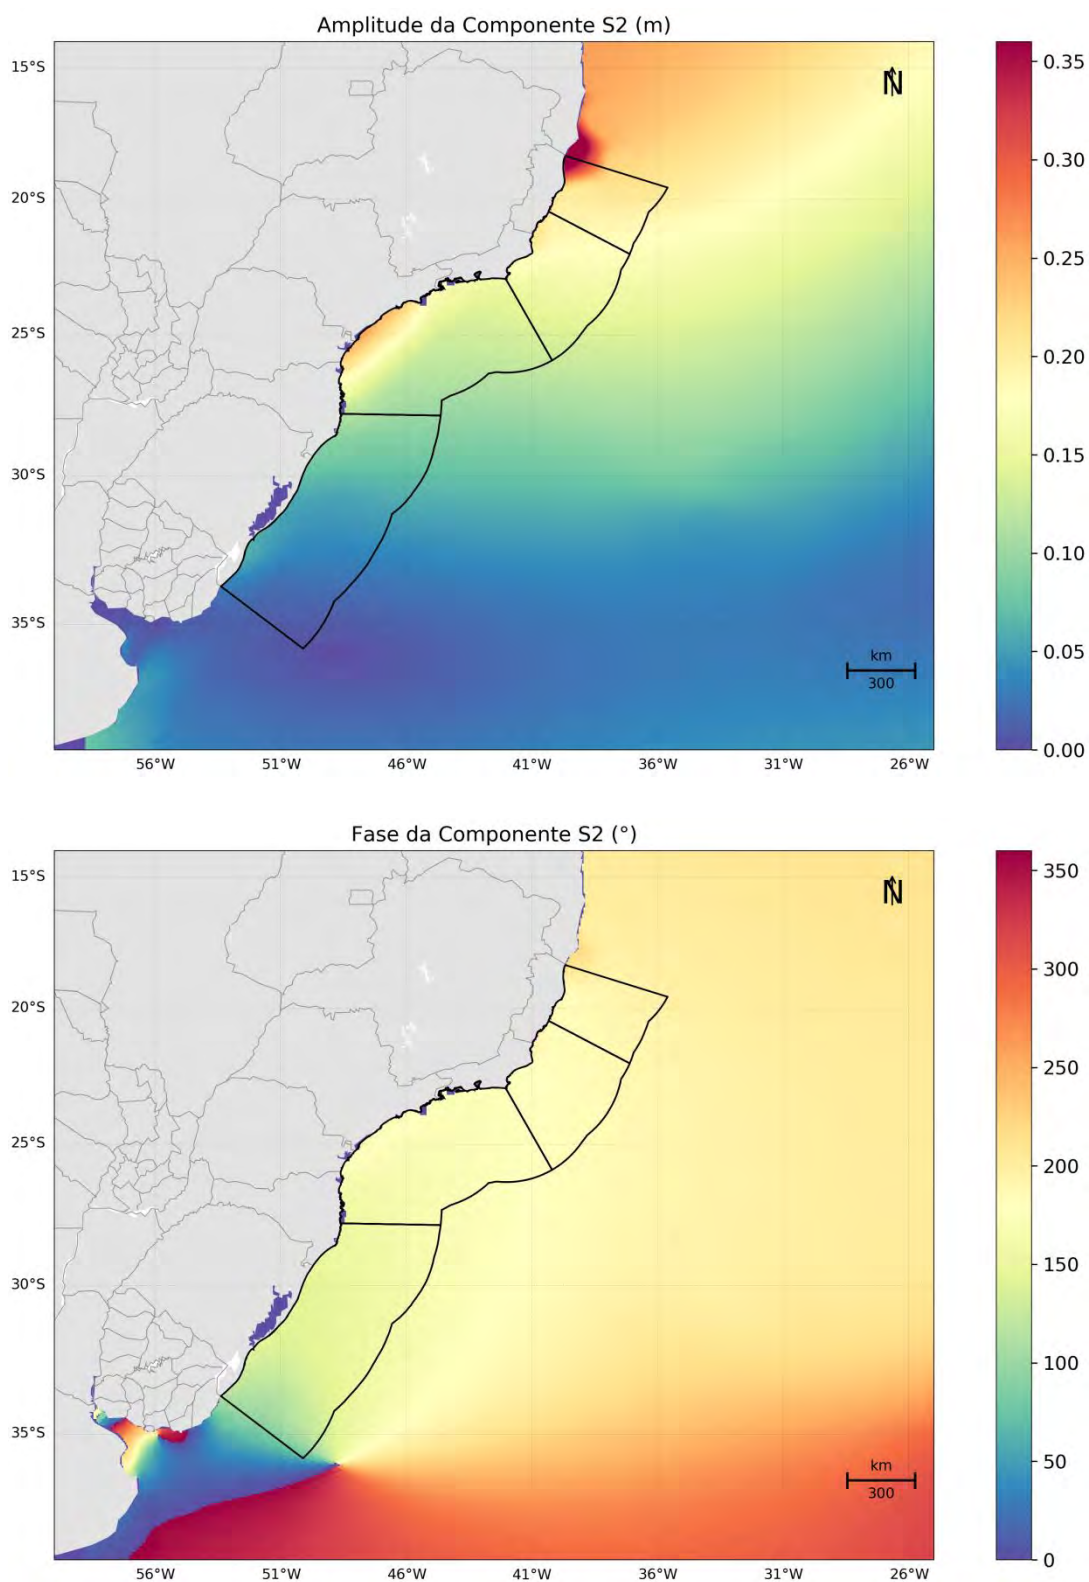 Amplitude da Componente S2 (m)
15°S
20°S
25°S
30°S
35°S
N
km
300
56°W 51°W 46°W 41°W 36°W 31°W 26°W
0.35
0.30
0.25
0.20
0.15
0.10
0.05
0.00
Fase da Componente S2 (°)
15°S
20°S
25°S
30°S
35°S
N
km
300
56°W 51°W 46°W 41°W 36°W 31°W 26°W
350
300
250
200
150
100
50
0